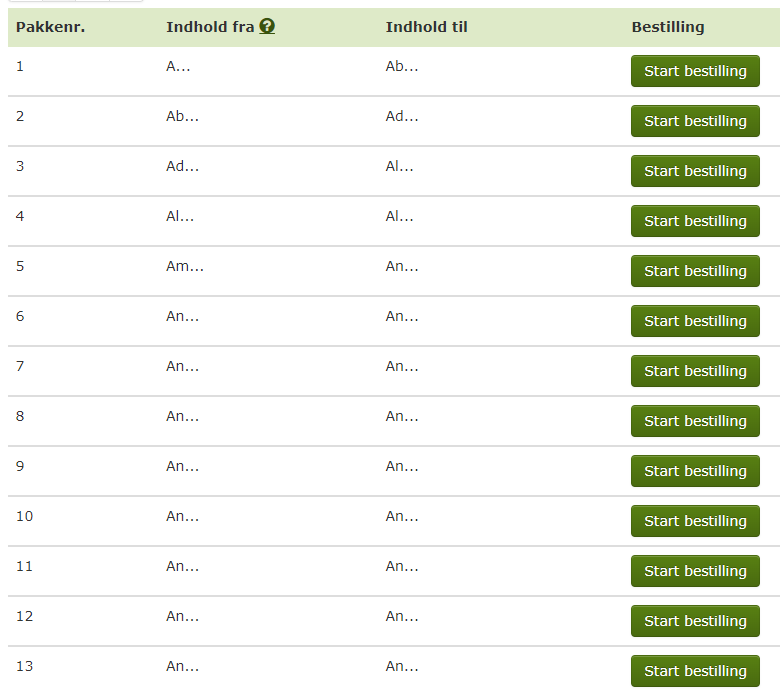 Pakkenr. Indhold fra ? Indhold til Bestilling
1 A... Ab... Start bestilling
2 Ab... Ad... Start bestilling
3 Ad... Al... Start bestilling
4 Al... Al... Start bestilling
5 Am... An... Start bestilling
6 An... An... Start bestilling
7 An... An... Start bestilling
8 An... An... Start bestilling
9 An... An... Start bestilling
10 An... An... Start bestilling
11 An... An... Start bestilling
12 An... An... Start bestilling
13 An... An... Start bestilling